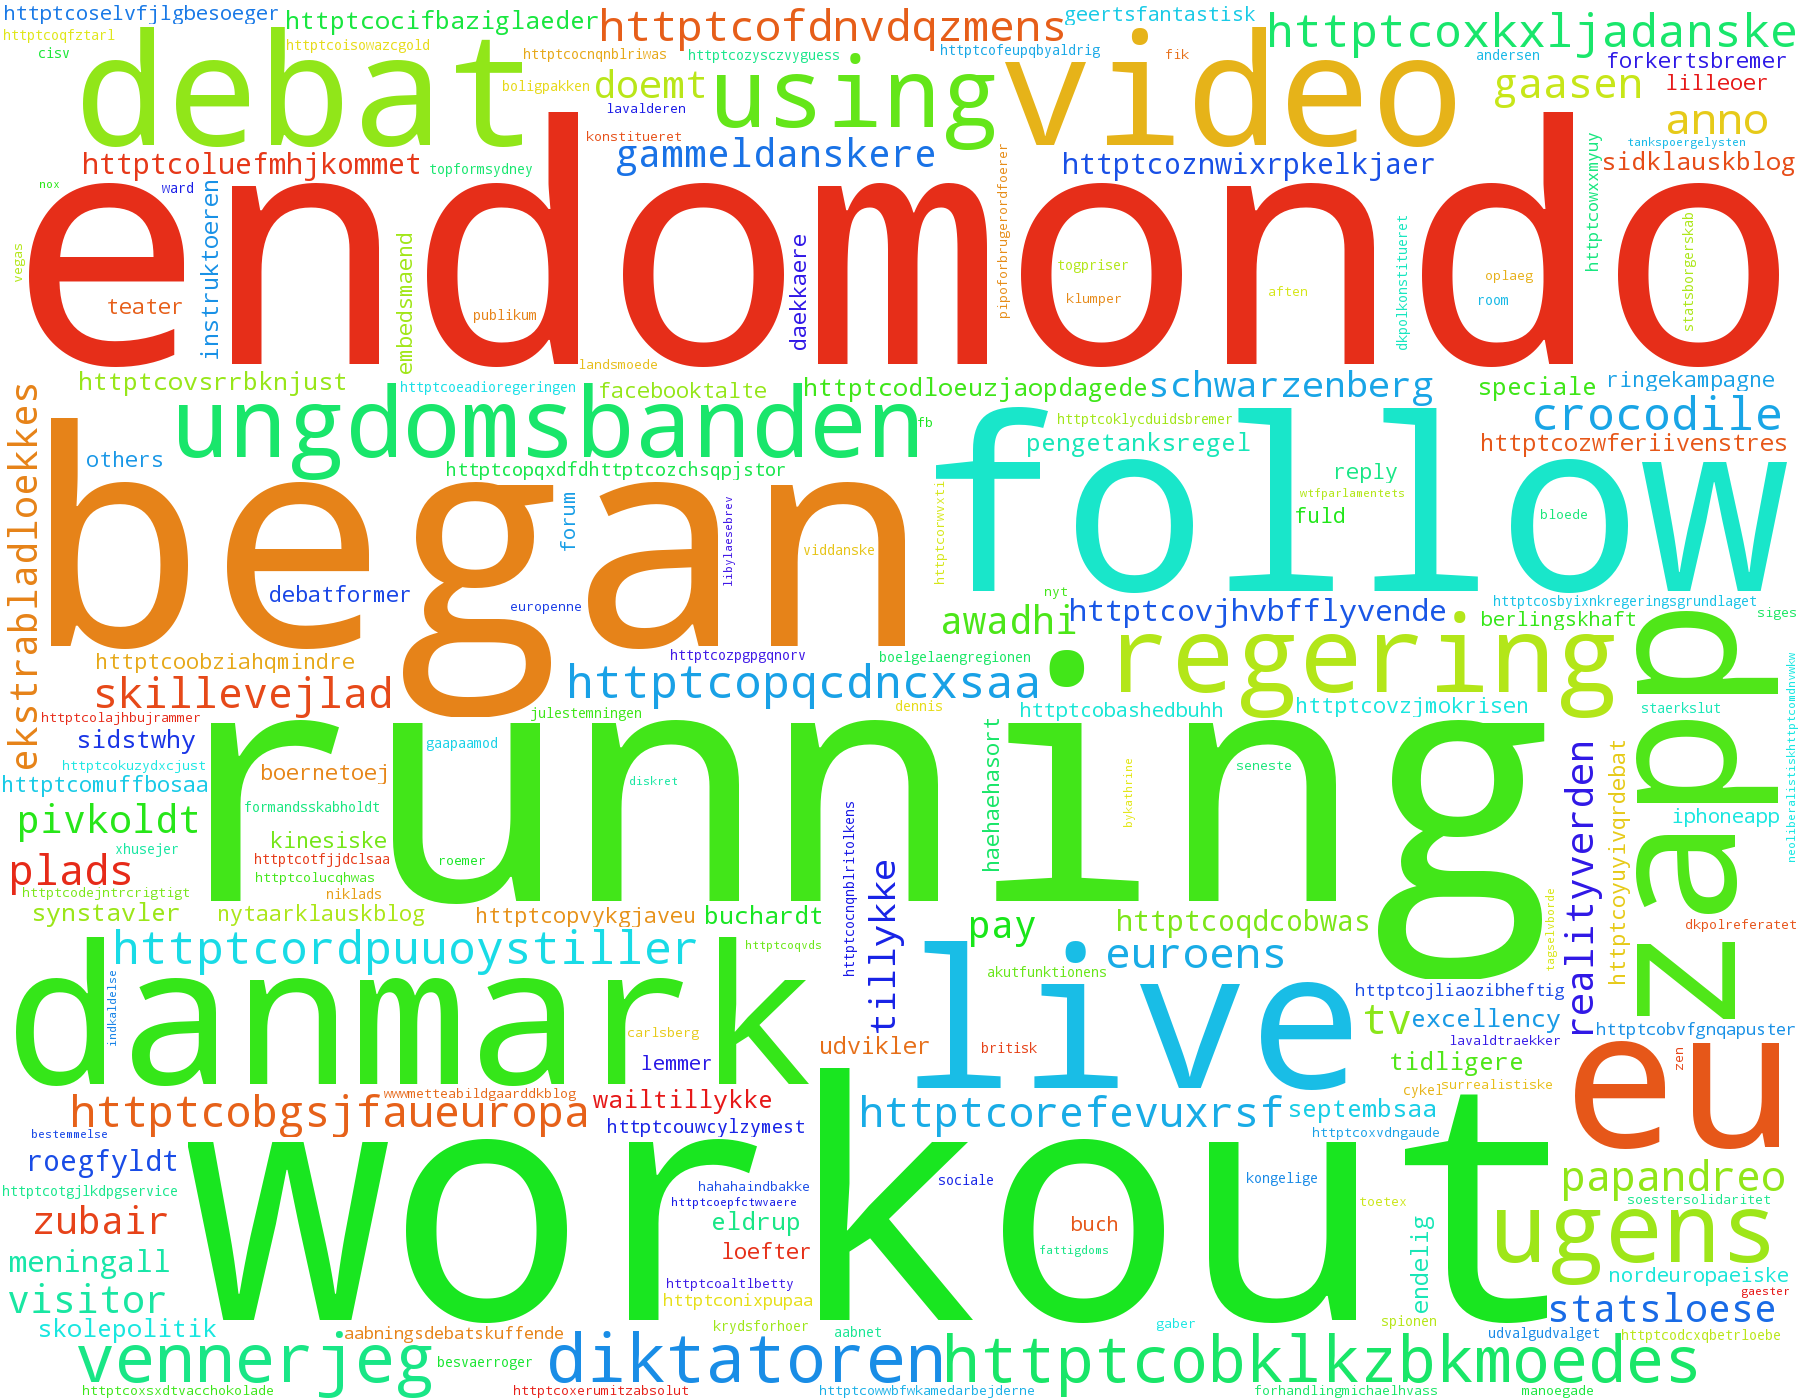 httptcoselvfjlgbesoeger
httptcocifbaziglaeder
httptcofdnvdqzmens
geertsfantastisk
httptcoxkxljadanske
httptcoqfztarl
cisv
debat
httptcoisowazcgold
httptcocnqnblriwas
boligpakken
doemt
lavalderen
httptcozysczvyguess
using
httptcofeupqbyaldrig
video
fik
andersen
forkertsbremer
gaasen
lilleoer
anno
konstitueret
httptcoluefmhjkommet
topformsydney
gammeldanskere
httptcoznwixrpkelkjaer
tankspoergelysten
sidklauskblog
nox
ward
endomondo
vegas
teater
instruktoeren
embedsmaend
publikum
daekkaere
pipoforbrugerordfoerer
togpriser
klumper
aften
dkpolkonstitueret
oplaeg
room
httptcowxxmyuy
statsborgerskab
landsmoede
httptcovsrrbknjust
httptcoeadioregeringen
facebooktalte
httptcodloeuzjaopdagede
schwarzenberg
speciale
ringekampagne
ekstrabladloekkes
ungdomsbanden
fb
httptcoklycduidsbremer
crocodile
others
pengetanksregel
httptcozwferiivenstres
httptcopqxdfdhttptcozchsqpjstor
follow
reply
began
forum
libylaesebrev
viddanske
httptcorwvxti
wtfparlamentets
fuld
bloede
debatformer
europenne
nyt
awadhi
httptcovjhvbfflyvende
httptcosbyixnkregeringsgrundlaget
berlingskhaft
siges
httptcoobziahqmindre
httptcozpgpgqnorv
boelgelaengregionen
regering
zapp
skillevejlad
httptcopqcdncxsaa
dennis
httptcobashedbuhh
httptcovzjmokrisen
staerkslut
httptcolajhbujrammer
julestemningen
sidstwhy
running
gaapaamod
httptcokuzydxcjust
boernetoej
httptcomuffbosaa
diskret
haehaehasort
bykathrine
seneste
realityverden
httptcoyuyivqrdebat
neoliberalistiskhttptcomdnvwkw
formandsskabholdt
pivkoldt
kinesiske
iphoneapp
xhusejer
httptcotfjjdclsaa
roemer
httptcocnqnblritolkens
tillykke
plads
httptcolucqhwas
httptcodejntrcrigtigt
niklads
synstavler
nytaarklauskblog
httptcopvykgjaveu
buchardt
pay
httptcoqdcobwas
tagselvborde
dkpolreferatet
httptcordpuuoystiller
httptcoqvds
danmark
indkaldelse
live
euroens
akutfunktionens
httptcojliaozibheftig
carlsberg
tv
excellency
httptcobvfgnqapuster
lemmer
udvikler
britisk
lavaldtraekker
tidligere
eu
zen
wwwmetteabildgaarddkblog
cykel
surrealistiske
httptcobgsjfaueuropa
wailtillykke
httptcorefevuxrsf
septembsaa
httptcouwcylzymest
httptcoxvdngaude
bestemmelse
roegfyldt
workout
httptcotgjlkdpgservice
hahahaindbakke
sociale
kongelige
papandreo
httptcoepfctwvaere
toetex
soestersolidaritet
zubair
eldrup
buch
endelig
ugens
loefter
fattigdoms
meningall
nordeuropaeiske
httptcoaltlbetty
gaester
visitor
httptconixpupaa
statsloese
skolepolitik
krydsforhoer
gaber
spionen
aabningsdebatskuffende
aabnet
udvalgudvalget
httptcodcxqbetrloebe
vennerjeg
besvaerroger
diktatoren
httptcobklkzbkmoedes
httptcoxsxdtvacchokolade
httptcoxerumitzabsolut
httptcowwbfwkamedarbejderne
forhandlingmichaelhvass
manoegade